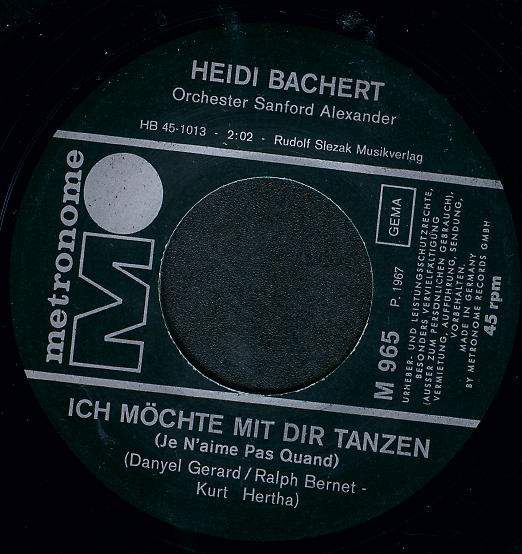 HEIDI BACHERT
Orchester Sanford Alexander
HB 45-1013 - 2:02 - Rudolf Slezak Musikverlag
metronome
M
GEMA
M 965 P. 1967
URHEBER- UND LEISTUNGSSCHUTZRECHTE,
BESONDERS VERVIELFÄLTIGUNG
(AUSSER ZUM PERSÖNLICHEN GEBRAUCH),
VERMIETUNG, AUFFÜHRUNG, SENDUNG,
VORBEHALTEN.
MADE IN GERMANY
BY METRONOME RECORDS GMBH
45 rpm
ICH MÖCHTE MIT DIR TANZEN
(Je N'aime Pas Quand)
(Danyel Gerard / Ralph Bernet -
Kurt Hertha)